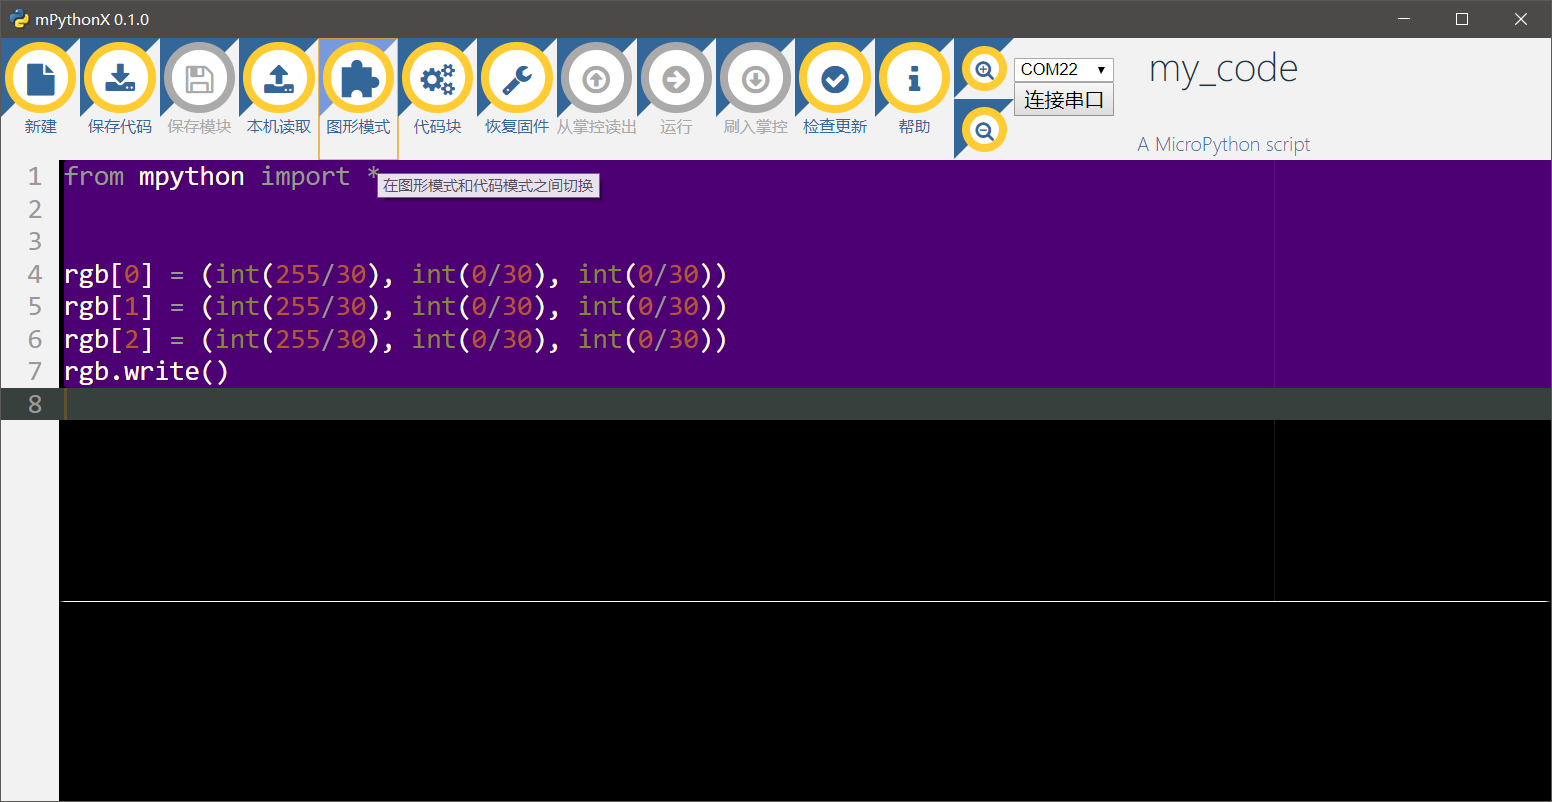 mPythonX 0.1.0
新建
保存代码
保存模块
本机读取
图形模式
代码块
恢复固件
从掌控读出
运行
刷入掌控
检查更新
帮助
COM22
连接串口
my_code
A MicroPython script
在图形模式和代码模式之间切换
1 from mpython import *
2
3
4 rgb[0] = (int(255/30), int(0/30), int(0/30))
5 rgb[1] = (int(255/30), int(0/30), int(0/30))
6 rgb[2] = (int(255/30), int(0/30), int(0/30))
7 rgb.write()
8